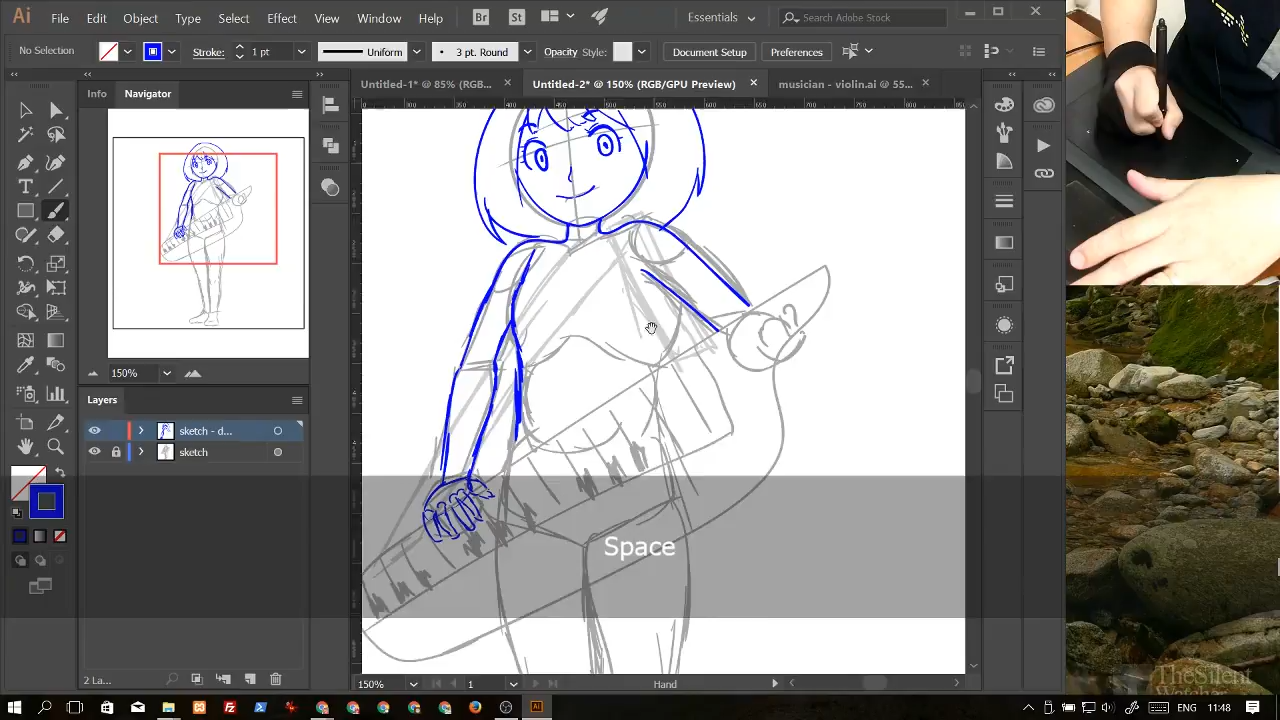 Ai File Edit Object Type Select Effect View Window Help Br St Essentials Search Adobe Stock
No Selection Stroke: 1 pt Uniform 3 pt. Round Opacity Style: Document Setup Preferences
Info Navigator Untitled-1* @ 85% (RGB... Untitled-2* @ 150% (RGB/GPU Preview) musician - violin.ai @ 55...
150%
Layers
sketch - d...
sketch
Space
2 La... 150% 1 Hand
TheSilent
Watcher
ENG 11:48